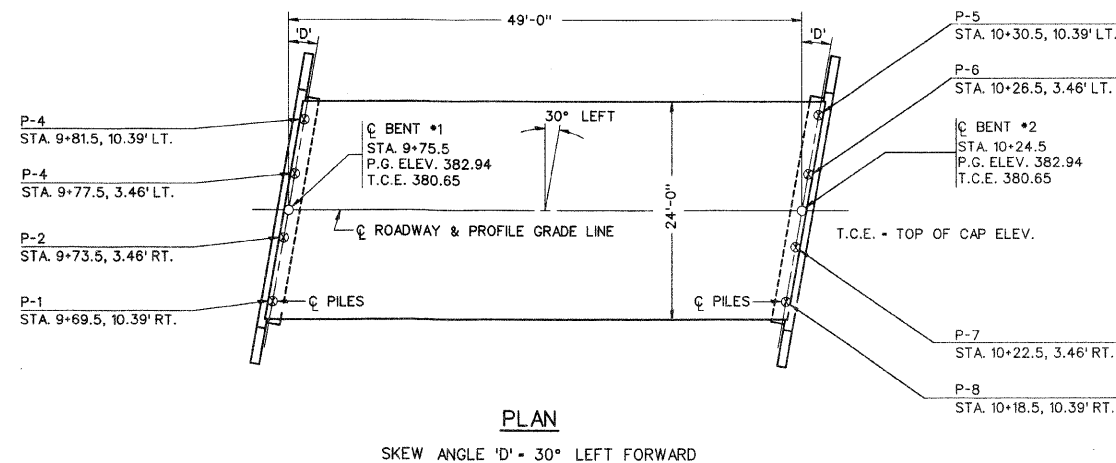 'D'
49'-0"
'D'
P-5
STA. 10+30.5, 10.39' LT.
P-6
STA. 10+26.5, 3.46' LT.
30° LEFT
P-4
STA. 9+81.5, 10.39' LT.
P-4
STA. 9+77.5, 3.46' LT.
℄ BENT #1
STA. 9+75.5
P.G. ELEV. 382.94
T.C.E. 380.65
℄ BENT #2
STA. 10+24.5
P.G. ELEV. 382.94
T.C.E. 380.65
24'-0"
℄ ROADWAY & PROFILE GRADE LINE
T.C.E. = TOP OF CAP ELEV.
P-2
STA. 9+73.5, 3.46' RT.
P-1
STA. 9+69.5, 10.39' RT.
℄ PILES
℄ PILES
P-7
STA. 10+22.5, 3.46' RT.
P-8
STA. 10+18.5, 10.39' RT.
PLAN
SKEW ANGLE 'D' = 30° LEFT FORWARD